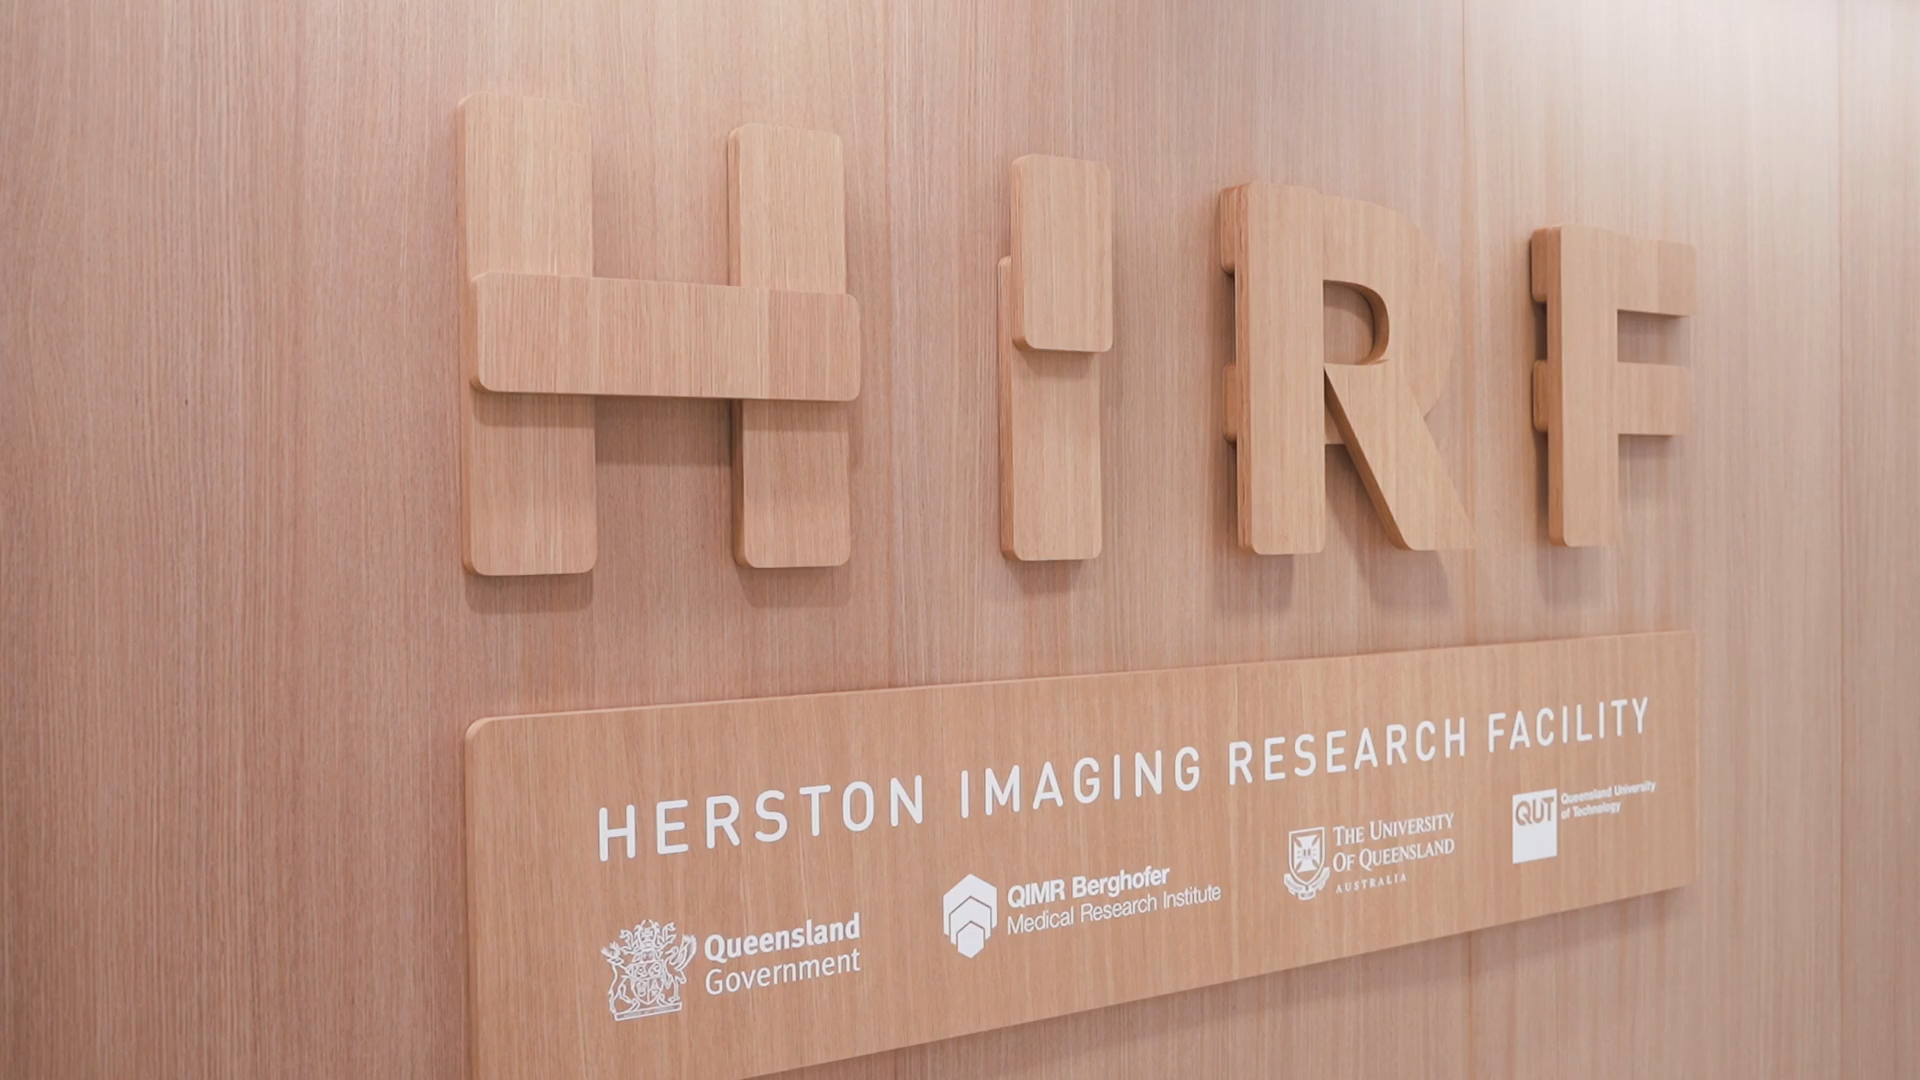 HIRF
HERSTON IMAGING RESEARCH FACILITY
Queensland
Government
QIMR Berghofer
Medical Research Institute
THE UNIVERSITY
OF QUEENSLAND
AUSTRALIA
QUT
Queensland University
of Technology